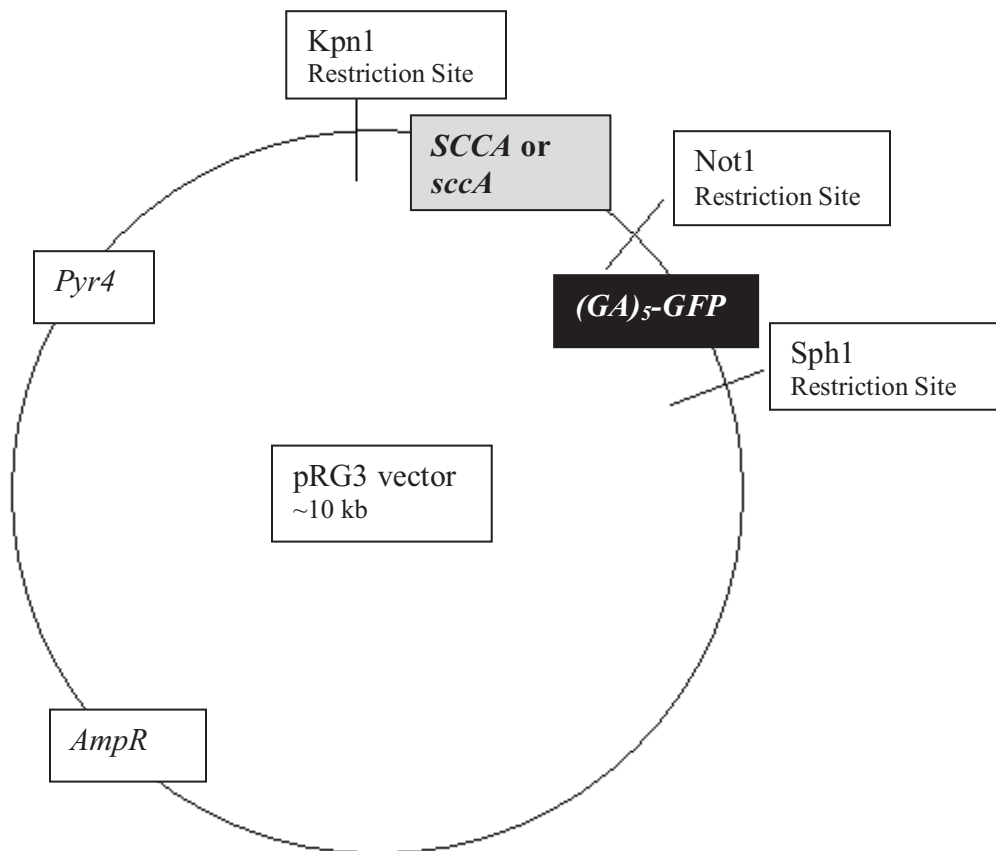 Kpn1
Restriction Site
SCCA or
sccA
Not1
Restriction Site
Pyr4
(GA)₅-GFP
Sph1
Restriction Site
pRG3 vector
~10 kb
AmpR